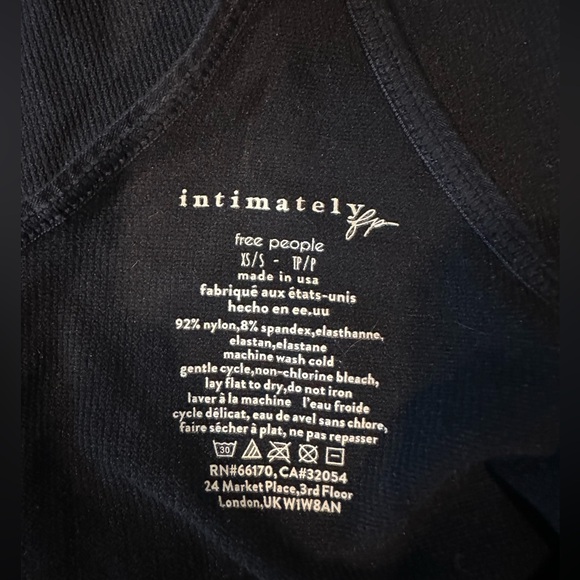 intimately fp
free people
XS/S - TP/P
made in usa
fabriqué aux états-unis
hecho en ee.uu
92% nylon,8% spandex,elasthanne,
elastan,elastane
machine wash cold
gentle cycle,non-chlorine bleach,
lay flat to dry,do not iron
laver à la machine l'eau froide
cycle délicat, eau de avel sans chlore,
faire sécher à plat, ne pas repasser
30
RN#66170, CA#32054
24 Market Place,3rd Floor
London,UK W1W8AN